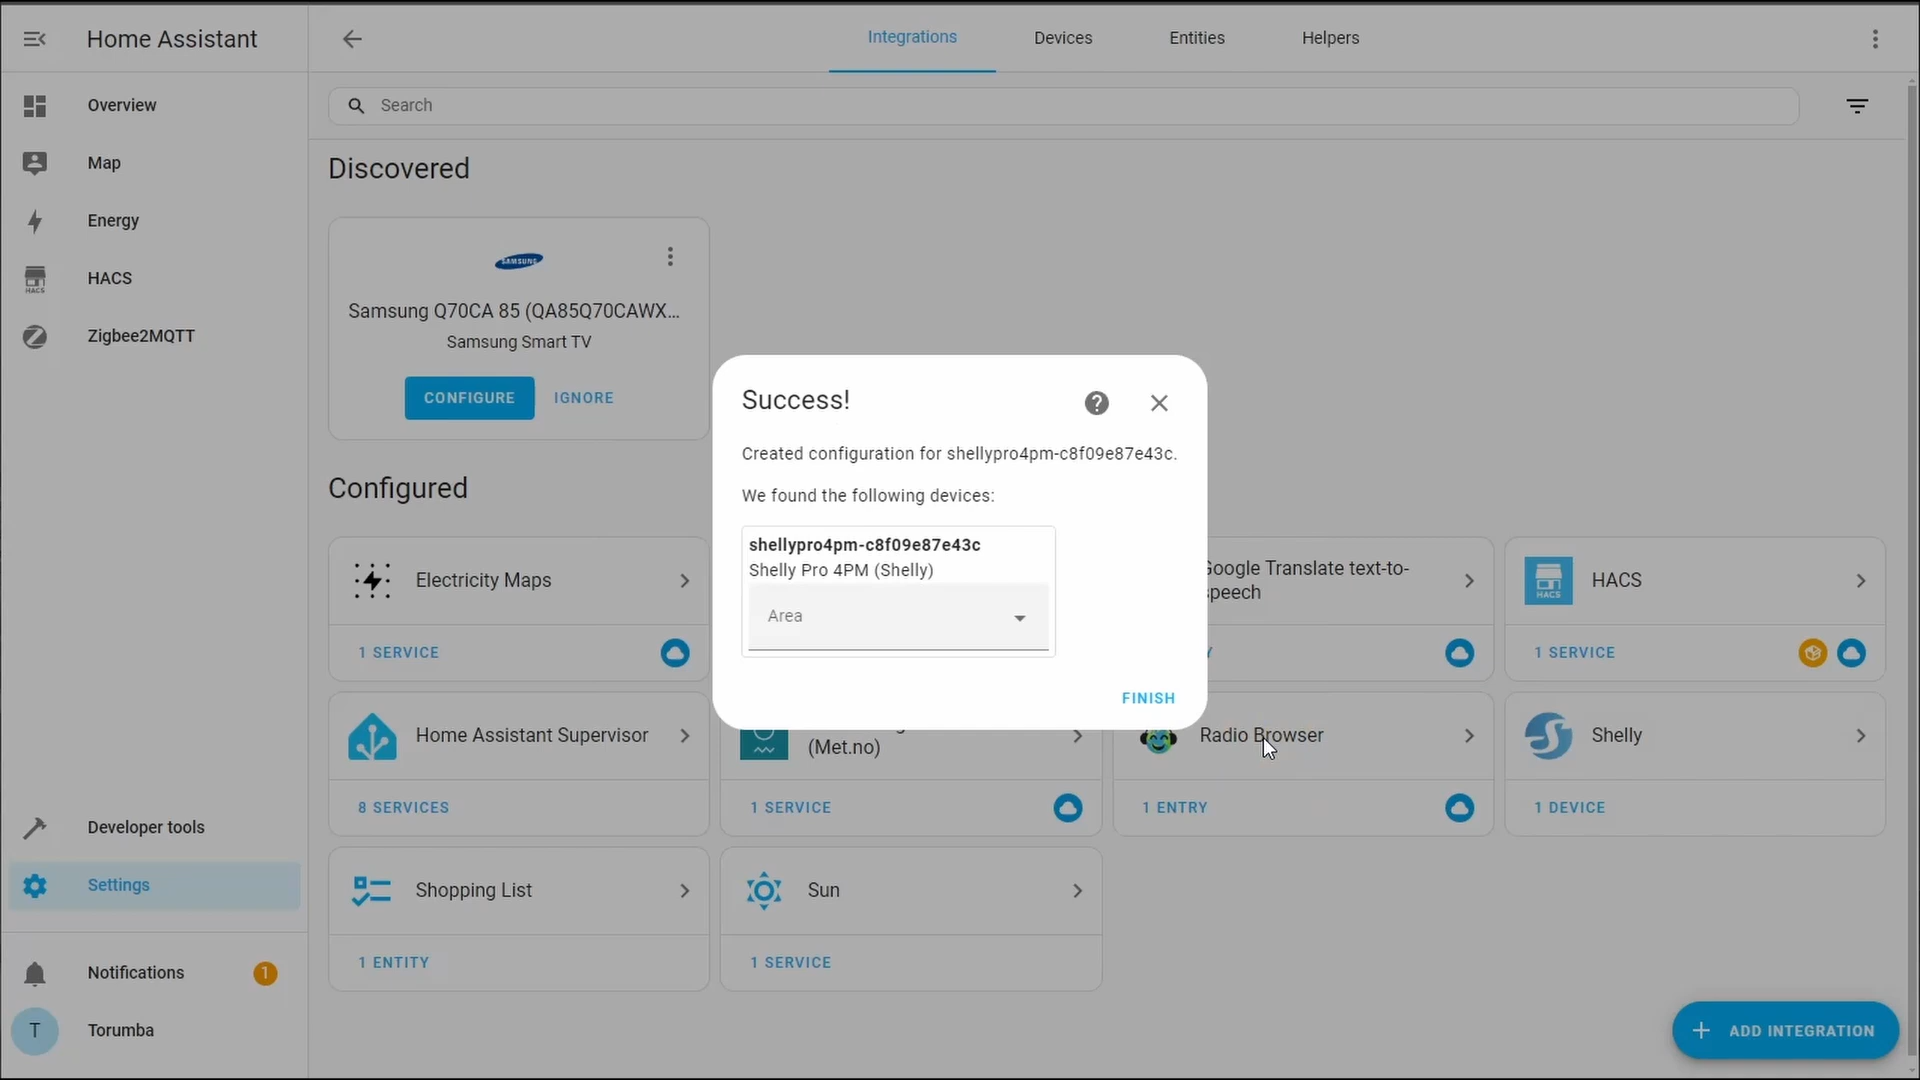 Home Assistant
Integrations
Devices
Entities
Helpers
Overview
Map
Energy
HACS
HACS
Zigbee2MQTT
Developer tools
Settings
Notifications
1
T
Torumba
Search
Discovered
SAMSUNG
Samsung Q70CA 85 (QA85Q70CAWX...
Samsung Smart TV
CONFIGURE
IGNORE
Configured
Electricity Maps
1 SERVICE
Google Translate text-to-
speech
HACS
HACS
1 SERVICE
Home Assistant Supervisor
8 SERVICES
(Met.no)
1 SERVICE
Radio Browser
1 ENTRY
Shelly
1 DEVICE
Shopping List
1 ENTITY
Sun
1 SERVICE
Success!
?
Created configuration for shellypro4pm-c8f09e87e43c.
We found the following devices:
shellypro4pm-c8f09e87e43c
Shelly Pro 4PM (Shelly)
Area
FINISH
ADD INTEGRATION